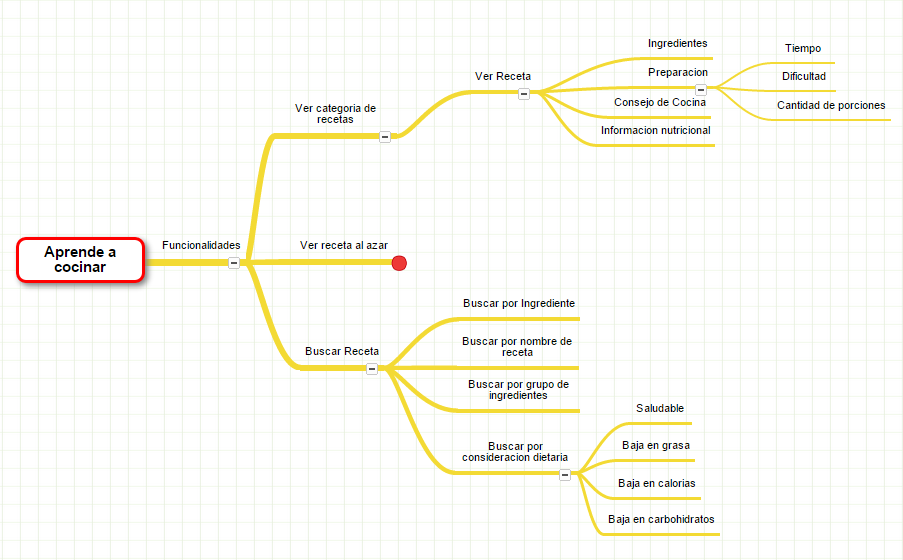 Aprende a
cocinar
Funcionalidades
Ver categoria de
recetas
Ver Receta
Ingredientes
Preparacion
Tiempo
Dificultad
Cantidad de porciones
Consejo de Cocina
Informacion nutricional
Ver receta al azar
Buscar Receta
Buscar por Ingrediente
Buscar por nombre de
receta
Buscar por grupo de
ingredientes
Buscar por
consideracion dietaria
Saludable
Baja en grasa
Baja en calorias
Baja en carbohidratos